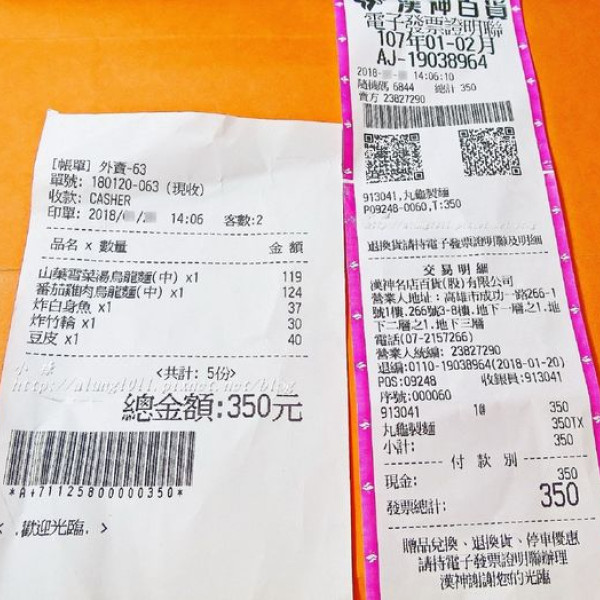 [帳單] 外賣-63
單號: 180120-063 (現收)
收款: CASHER
印單: 2018/ / 14:06 客數:2
品名 x 數量 金額
山藥雪菜湯烏龍麵(中) x1 119
蕃茄雞肉烏龍麵(中) x1 124
炸白身魚 x1 37
炸竹輪 x1 30
豆皮 x1 40
<共計: 5份>
http://alung1011.pixnet.net/blog
總金額:350元
*A+71125800000350*
< .歡迎光臨. >
漢神百貨
電子發票證明聯
107年01-02月
AJ-19038964
2018- - 14:06:10
隨機碼 6844 總計 350
賣方 23827290
913041,丸龜製麵
P09248-0060,T:350
退換貨請持電子發票證明聯及明細
交易明細
漢神名店百貨(股)有限公司
營業人地址：高雄市成功一路266-1
號1樓.266號3-8樓.地下一層.之1.地
下二層之1.地下三層
電話(07-2157266)
營業人統編: 23827290
退編:0110-19038964(2018-01-20)
POS:09248 收銀員:913041
序號:000060
913041 1個 350
丸龜製麵 350TX
小計: 350
付款別
現金: 350
發票總計: 350
贈品兌換、退換貨、停車優惠
請持電子發票證明聯辦理
漢神謝謝您的光臨